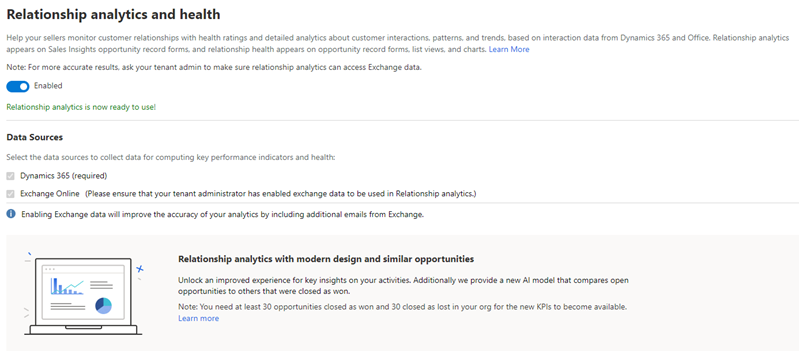 Relationship analytics and health
Help your sellers monitor customer relationships with health ratings and detailed analytics about customer interactions, patterns, and trends, based on interaction data from Dynamics 365 and Office. Relationship analytics
appears on Sales Insights opportunity record forms, and relationship health appears on opportunity record forms, list views, and charts. Learn More
Note: For more accurate results, ask your tenant admin to make sure relationship analytics can access Exchange data.
Enabled
Relationship analytics is now ready to use!
Data Sources
Select the data sources to collect data for computing key performance indicators and health:
Dynamics 365 (required)
Exchange Online (Please ensure that your tenant administrator has enabled exchange data to be used in Relationship analytics.)
Enabling Exchange data will improve the accuracy of your analytics by including additional emails from Exchange.
Relationship analytics with modern design and similar opportunities
Unlock an improved experience for key insights on your activities. Additionally we provide a new AI model that compares open
opportunities to others that were closed as won.
Note: You need at least 30 opportunities closed as won and 30 closed as lost in your org for the new KPIs to become available.
Learn more